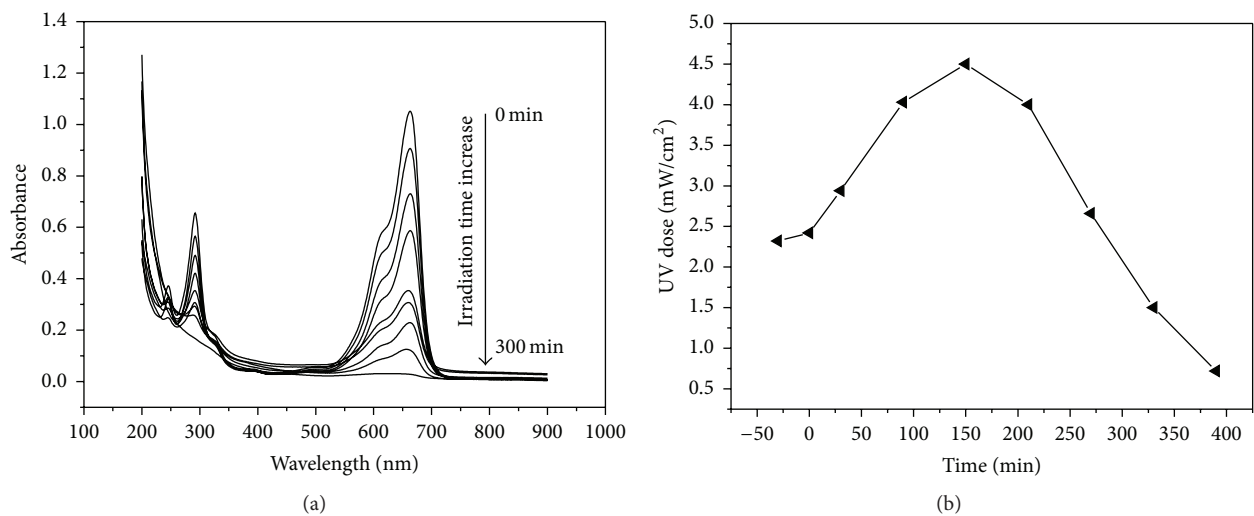 1.4
1.2
1.0
0.8
0.6
0.4
0.2
0.0
Absorbance
0 min
Irradiation time increase
300 min
100 200 300 400 500 600 700 800 900 1000
Wavelength (nm)
(a)
5.0
4.5
4.0
3.5
3.0
2.5
2.0
1.5
1.0
0.5
UV dose (mW/cm²)
−50 0 50 100 150 200 250 300 350 400
Time (min)
(b)